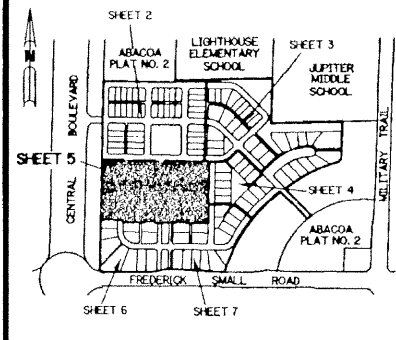 SHEET 2
LIGHTHOUSE
ELEMENTARY
SCHOOL
SHEET 3
ABACOA
PLAT NO. 2
JUPITER
MIDDLE
SCHOOL
N
CENTRAL BOULEVARD
MILITARY TRAIL
SHEET 5
SHEET 4
ABACOA
PLAT NO. 2
FREDERICK SMALL ROAD
SHEET 6
SHEET 7